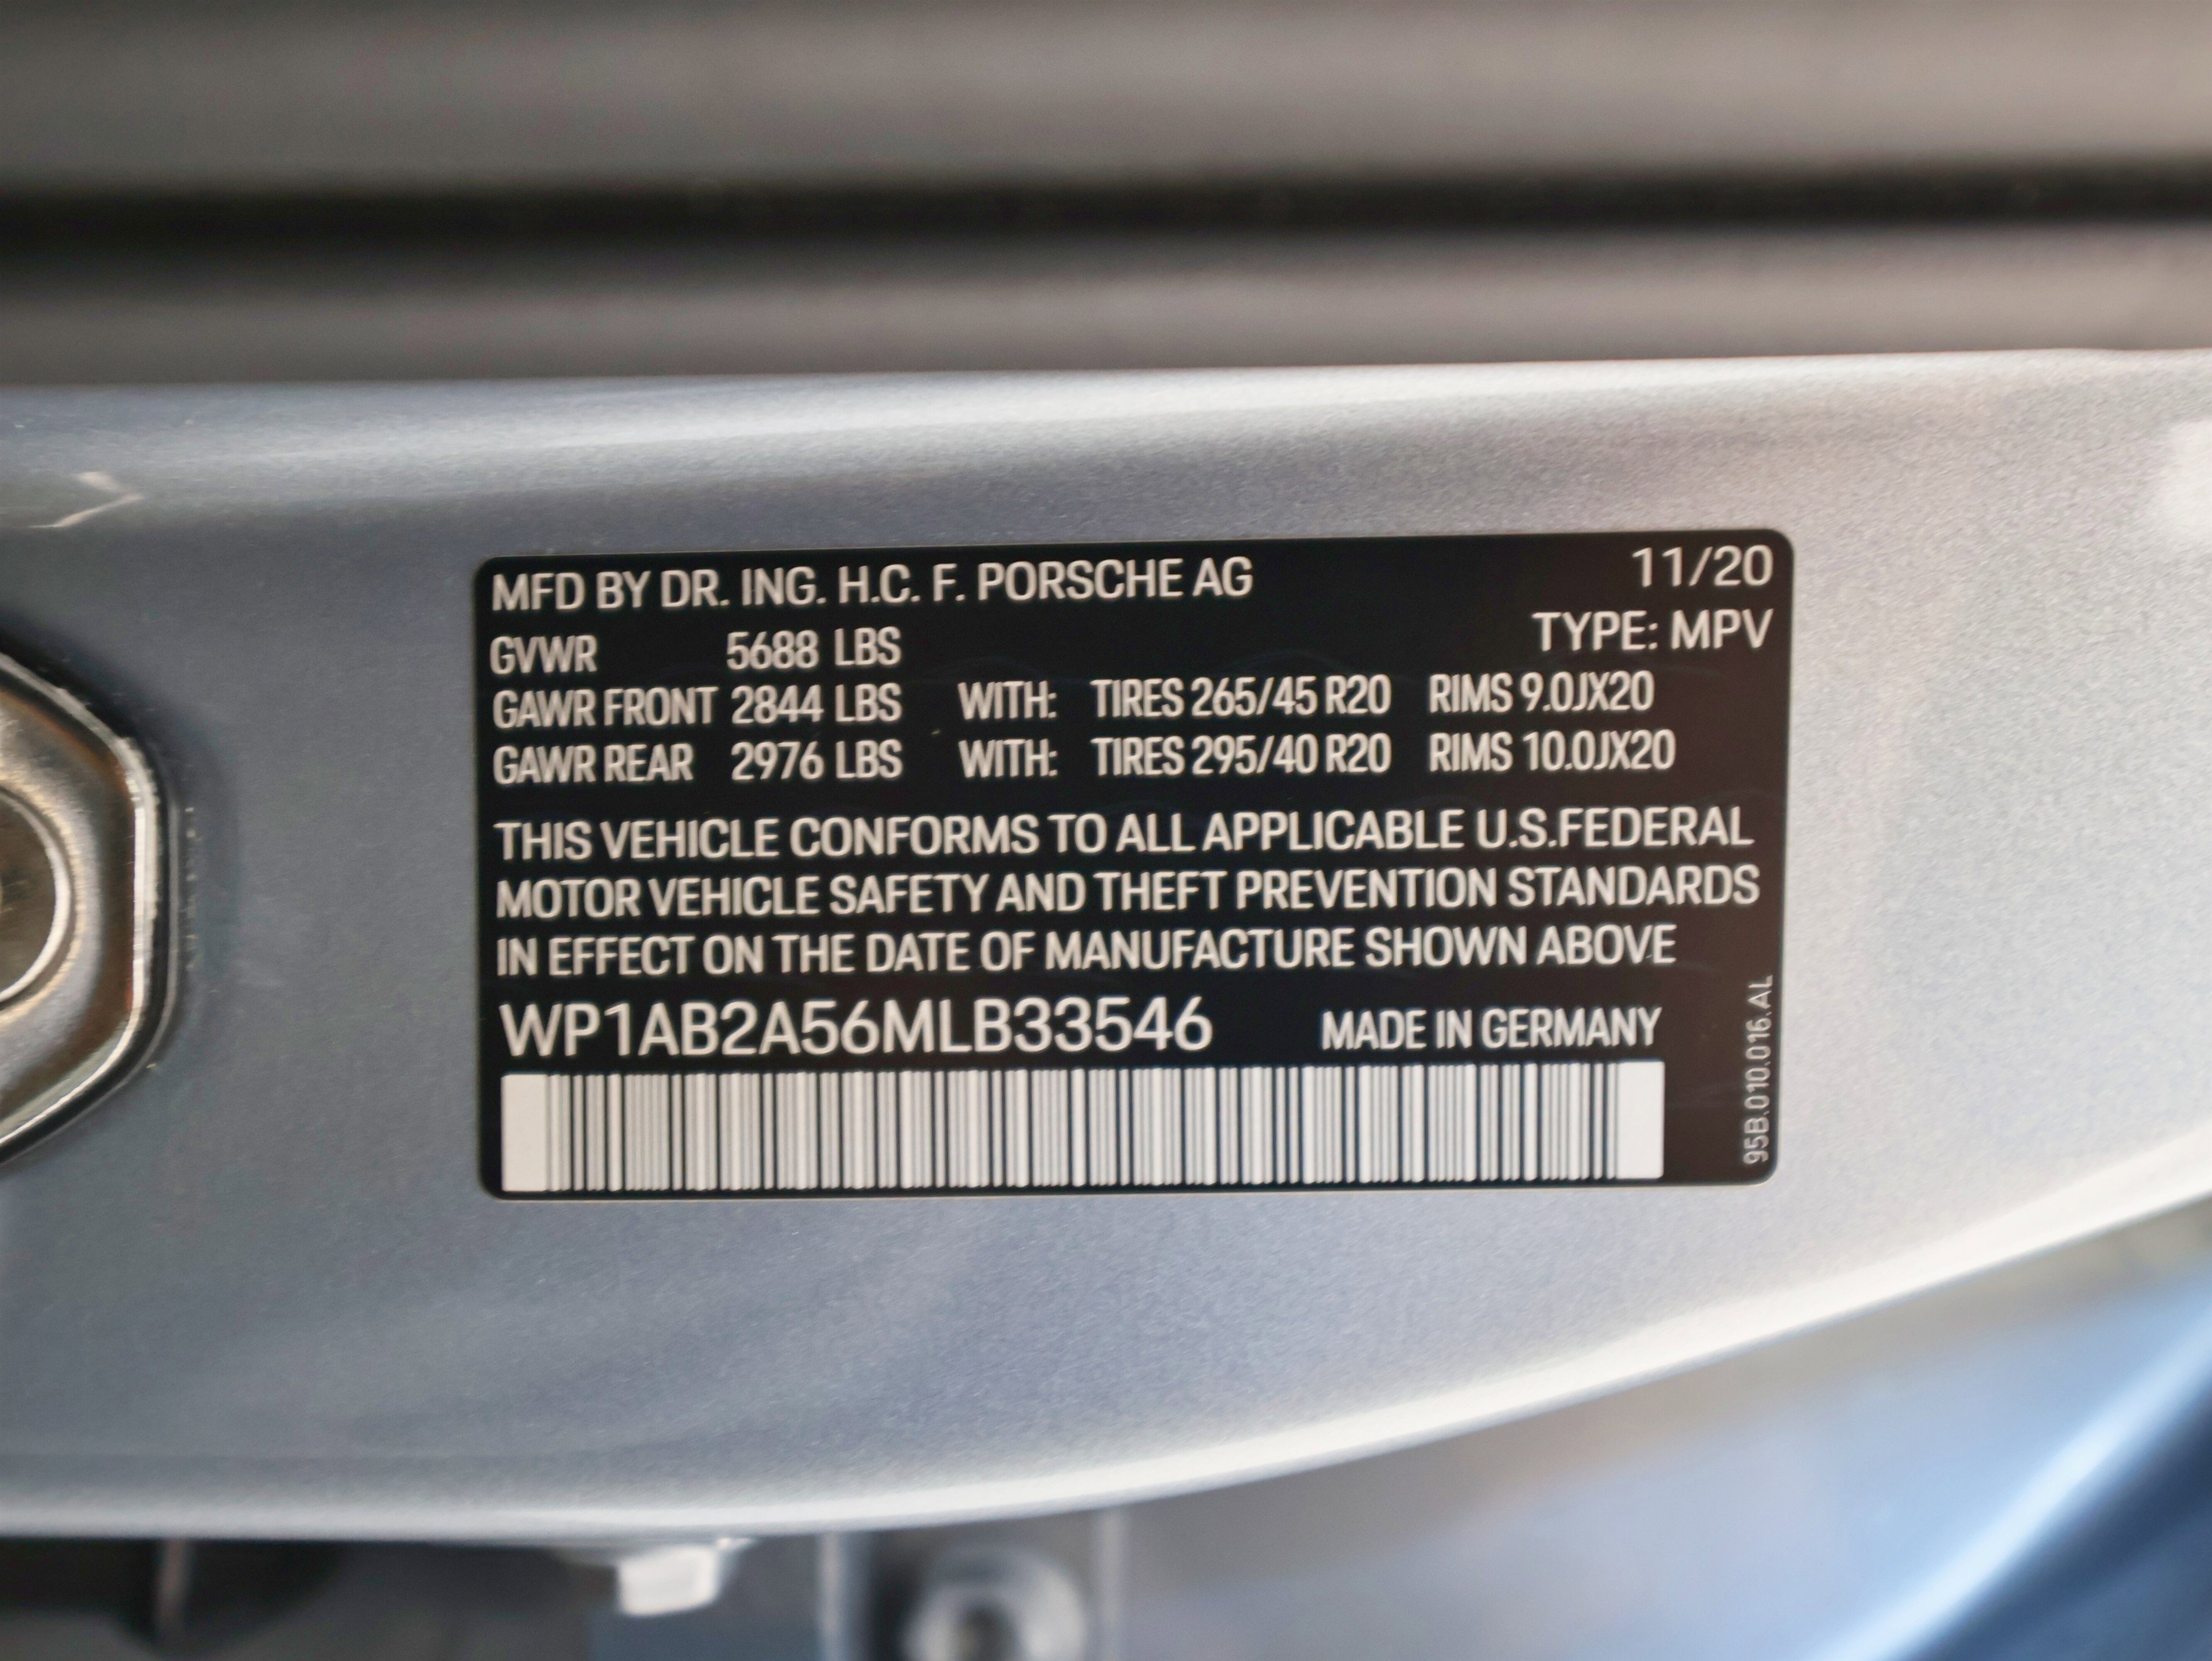 MFD BY DR. ING. H.C. F. PORSCHE AG 11/20
GVWR 5688 LBS TYPE: MPV
GAWR FRONT 2844 LBS WITH: TIRES 265/45 R20 RIMS 9.0JX20
GAWR REAR 2976 LBS WITH: TIRES 295/40 R20 RIMS 10.0JX20
THIS VEHICLE CONFORMS TO ALL APPLICABLE U.S.FEDERAL
MOTOR VEHICLE SAFETY AND THEFT PREVENTION STANDARDS
IN EFFECT ON THE DATE OF MANUFACTURE SHOWN ABOVE
WP1AB2A56MLB33546 MADE IN GERMANY
95B.010.016.AL